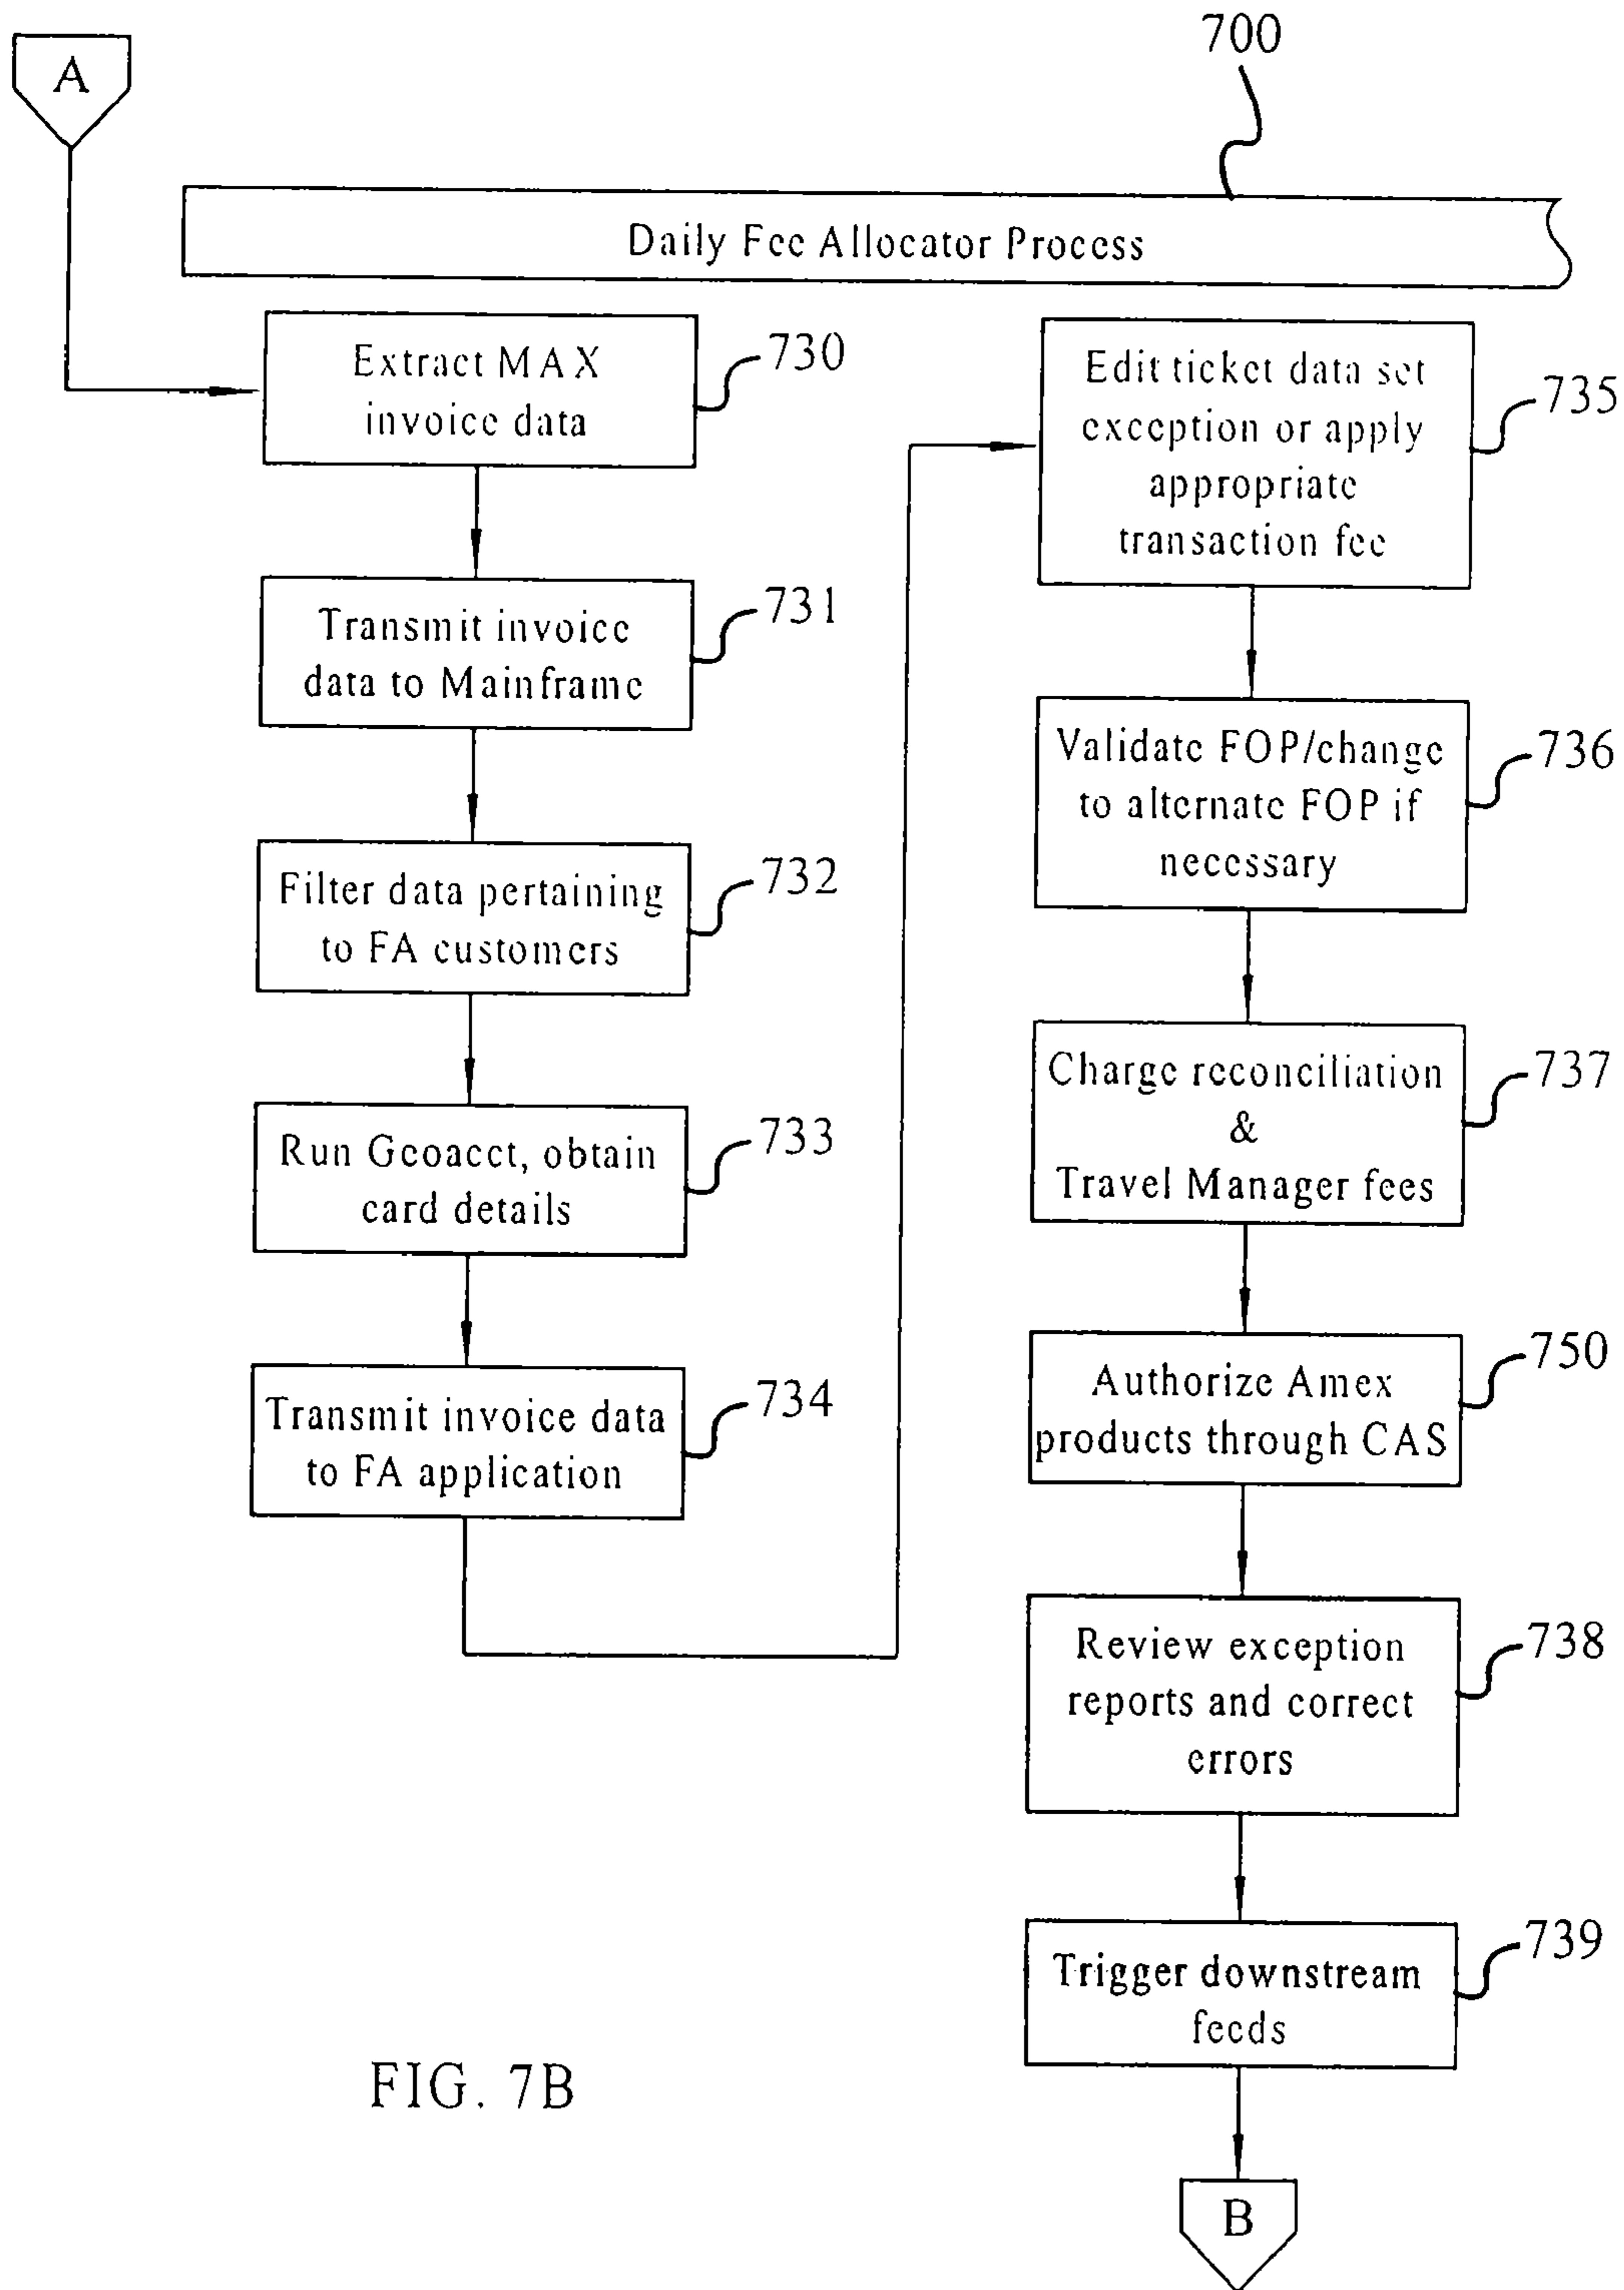 A
700
Daily Fee Allocator Process
Extract MAX
invoice data
730
Transmit invoice
data to Mainframe
731
Filter data pertaining
to FA customers
732
Run Geoacct, obtain
card details
733
Transmit invoice data
to FA application
734
Edit ticket data set
exception or apply
appropriate
transaction fee
735
Validate FOP/change
to alternate FOP if
necessary
736
Charge reconciliation
&
Travel Manager fees
737
Authorize Amex
products through CAS
750
Review exception
reports and correct
errors
738
Trigger downstream
feeds
739
B
FIG. 7B